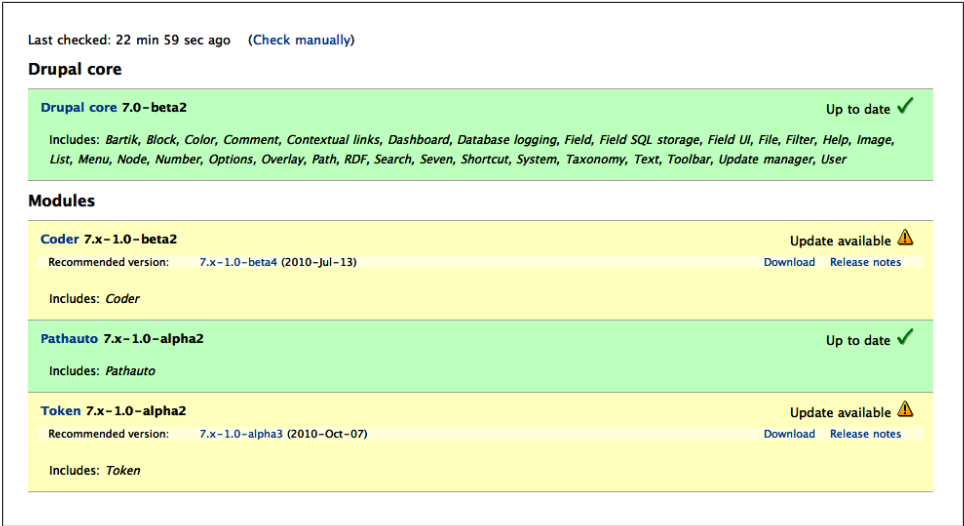 Last checked: 22 min 59 sec ago (Check manually)
Drupal core
Drupal core 7.0-beta2
Up to date
Includes: Bartik, Block, Color, Comment, Contextual links, Dashboard, Database logging, Field, Field SQL storage, Field UI, File, Filter, Help, Image,
List, Menu, Node, Number, Options, Overlay, Path, RDF, Search, Seven, Shortcut, System, Taxonomy, Text, Toolbar, Update manager, User
Modules
Coder 7.x-1.0-beta2
Update available
Recommended version: 7.x-1.0-beta4 (2010-Jul-13) Download Release notes
Includes: Coder
Pathauto 7.x-1.0-alpha2
Up to date
Includes: Pathauto
Token 7.x-1.0-alpha2
Update available
Recommended version: 7.x-1.0-alpha3 (2010-Oct-07) Download Release notes
Includes: Token